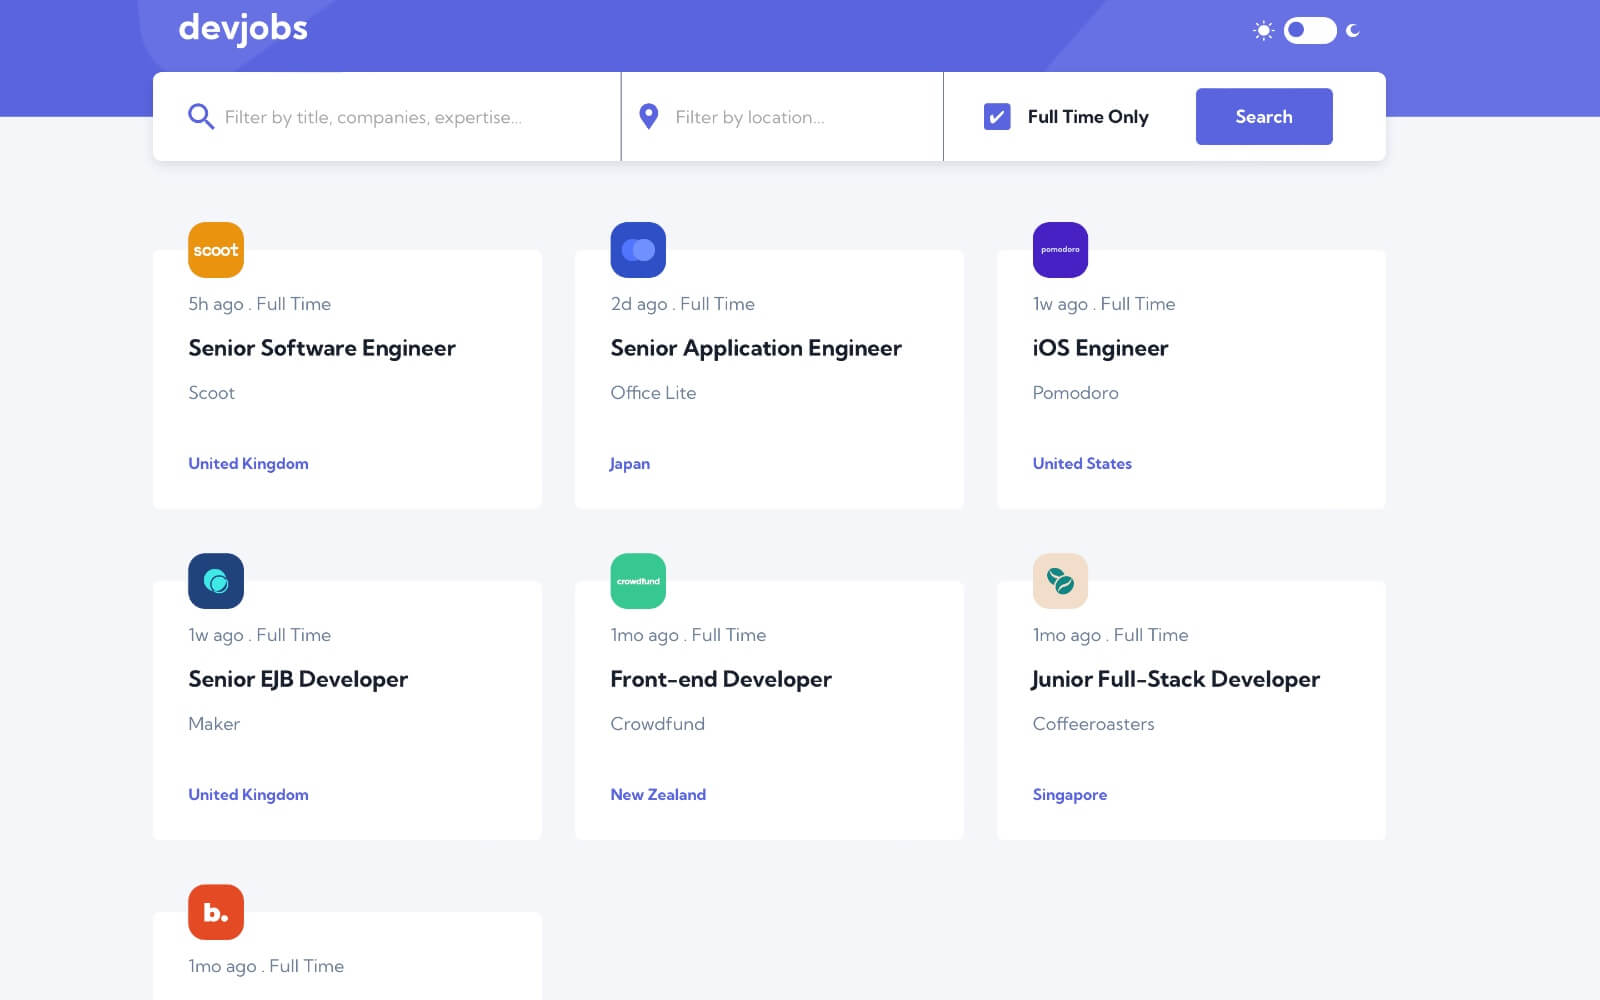 devjobs
Filter by title, companies, expertise...
Filter by location...
Full Time Only
Search
scoot
5h ago . Full Time
Senior Software Engineer
Scoot
United Kingdom
2d ago . Full Time
Senior Application Engineer
Office Lite
Japan
pomodoro
1w ago . Full Time
iOS Engineer
Pomodoro
United States
1w ago . Full Time
Senior EJB Developer
Maker
United Kingdom
crowdfund
1mo ago . Full Time
Front-end Developer
Crowdfund
New Zealand
1mo ago . Full Time
Junior Full-Stack Developer
Coffeeroasters
Singapore
b.
1mo ago . Full Time